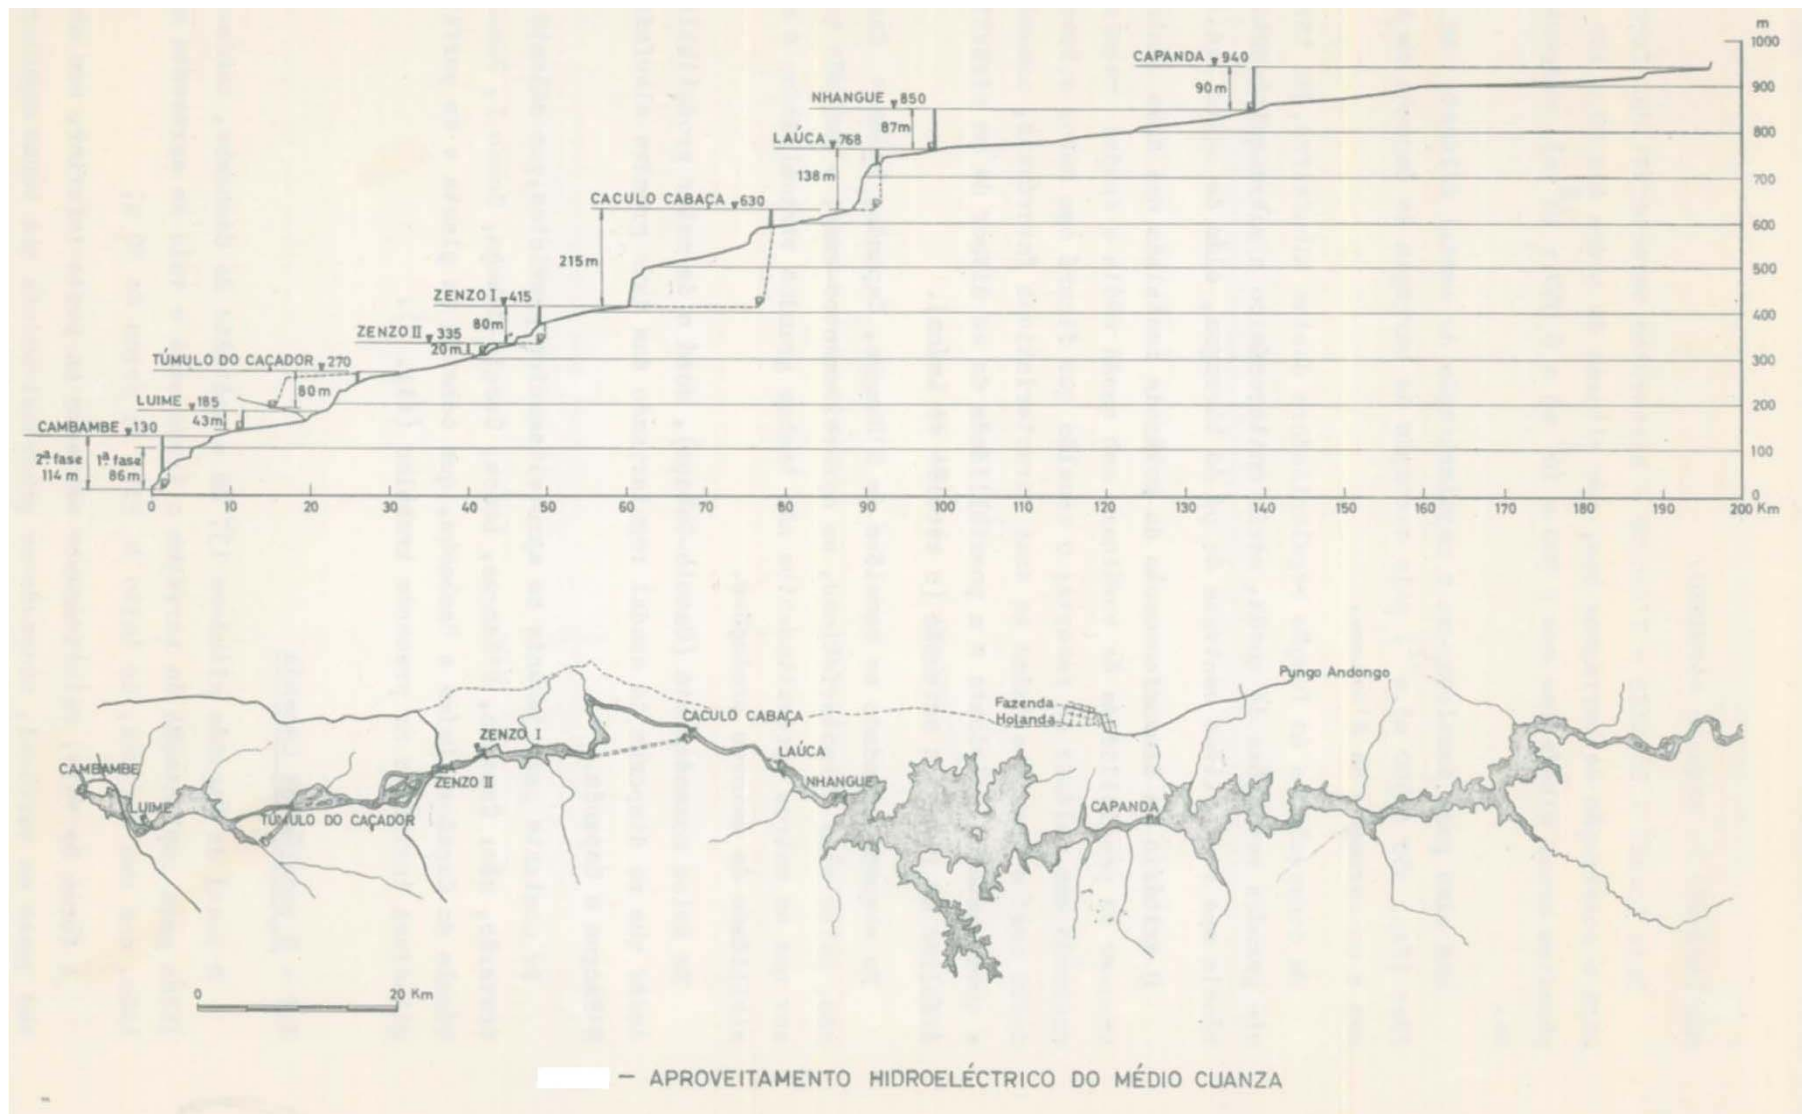 m
1000
CAPANDA 940
90m
900
NHANGUE 850
87m
800
LAÚCA 768
138m
700
CACULO CABAÇA 630
600
215m
500
ZENZO I 415
80m
400
ZENZO II 335
20m
300
TÚMULO DO CAÇADOR 270
80m
200
LUIME 185
43m
CAMBAMBE 130
100
2ª. fase
114 m
1ª. fase
86m
0
0 10 20 30 40 50 60 70 80 90 100 110 120 130 140 150 160 170 180 190 200 Km
Pungo Andongo
Fazenda
Holanda
CACULO CABAÇA
ZENZO I
LAÚCA
CAMBAMBE
ZENZO II
NHANGUE
LUIME
CAPANDA
TÚMULO DO CAÇADOR
0 20 Km
— APROVEITAMENTO HIDROELÉCTRICO DO MÉDIO CUANZA